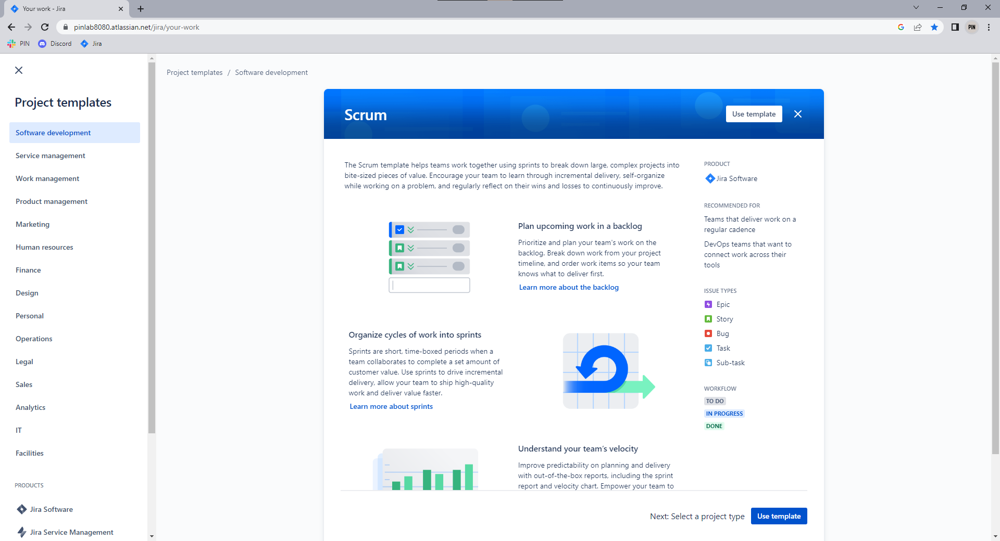 Your work - Jira
pinlab8080.atlassian.net/jira/your-work
PIN
PIN
Discord
Jira
Project templates / Software development
Project templates
Software development
Service management
Work management
Product management
Marketing
Human resources
Finance
Design
Personal
Operations
Legal
Sales
Analytics
IT
Facilities
PRODUCTS
Jira Software
Jira Service Management
Scrum
Use template
The Scrum template helps teams work together using sprints to break down large, complex projects into
bite-sized pieces of value. Encourage your team to learn through incremental delivery, self-organize
while working on a problem, and regularly reflect on their wins and losses to continuously improve.
Plan upcoming work in a backlog
Prioritize and plan your team's work on the
backlog. Break down work from your project
timeline, and order work items so your team
knows what to deliver first.
Learn more about the backlog
Organize cycles of work into sprints
Sprints are short, time-boxed periods when a
team collaborates to complete a set amount of
customer value. Use sprints to drive incremental
delivery, allow your team to ship high-quality
work and deliver value faster.
Learn more about sprints
Understand your team’s velocity
Improve predictability on planning and delivery
with out-of-the-box reports, including the sprint
report and velocity chart. Empower your team to
PRODUCT
Jira Software
RECOMMENDED FOR
Teams that deliver work on a
regular cadence
DevOps teams that want to
connect work across their
tools
ISSUE TYPES
Epic
Story
Bug
Task
Sub-task
WORKFLOW
TO DO
IN PROGRESS
DONE
Next: Select a project type
Use template